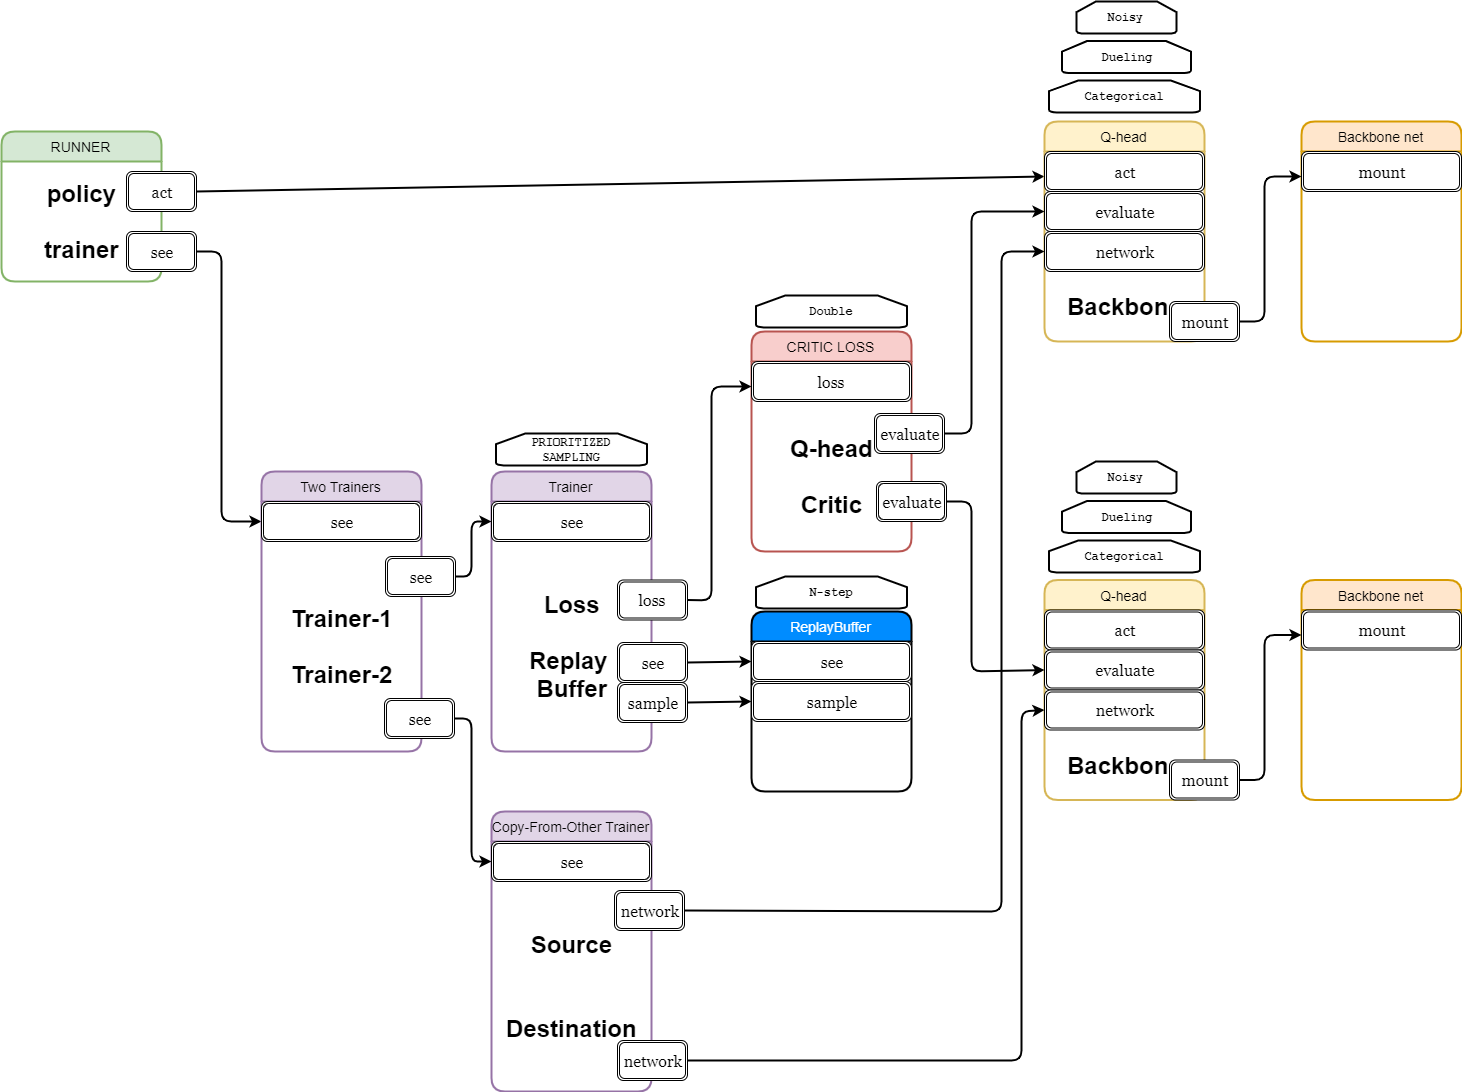 Noisy
Dueling
Categorical
RUNNER
policy
act
trainer
see
Q-head
act
evaluate
network
Backbon
mount
Backbone net
mount
Double
CRITIC LOSS
loss
Q-head
evaluate
Critic
evaluate
PRIORITIZED
SAMPLING
Two Trainers
see
see
Trainer-1
Trainer-2
see
Trainer
see
Loss
loss
Replay
Buffer
see
sample
N-step
ReplayBuffer
see
sample
Noisy
Dueling
Categorical
Q-head
act
evaluate
network
Backbon
mount
Backbone net
mount
Copy-From-Other Trainer
see
network
Source
Destination
network